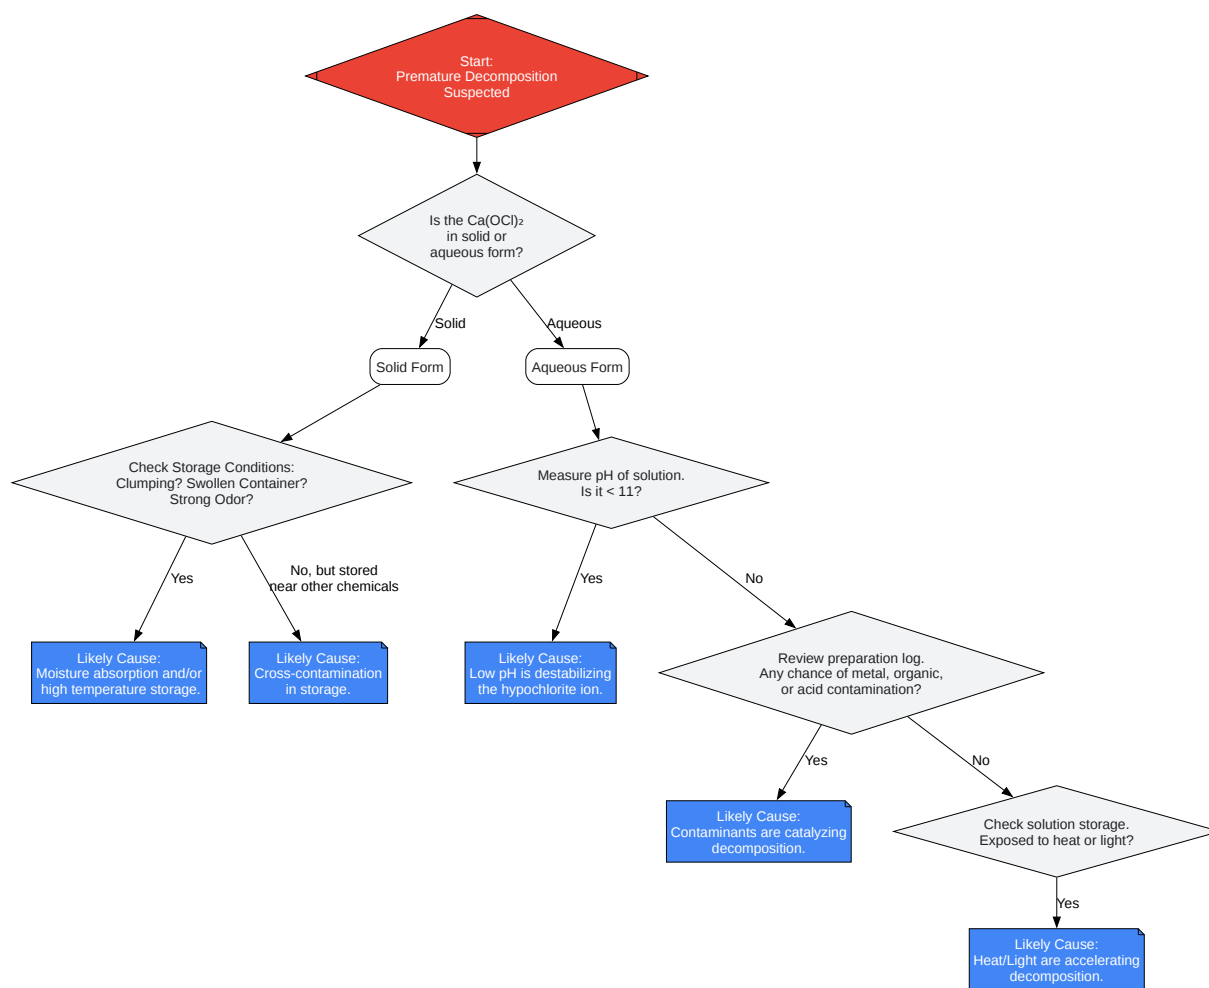 Start:
Premature Decomposition
Suspected
Is the Ca(OCl)₂
in solid or
aqueous form?
Solid
Aqueous
Solid Form
Aqueous Form
Check Storage Conditions:
Clumping? Swollen Container?
Strong Odor?
Measure pH of solution.
Is it < 11?
Yes
No, but stored
near other chemicals
Yes
No
Likely Cause:
Moisture absorption and/or
high temperature storage.
Likely Cause:
Cross-contamination
in storage.
Likely Cause:
Low pH is destabilizing
the hypochlorite ion.
Review preparation log.
Any chance of metal, organic,
or acid contamination?
Yes
No
Likely Cause:
Contaminants are catalyzing
decomposition.
Check solution storage.
Exposed to heat or light?
Yes
Likely Cause:
Heat/Light are accelerating
decomposition.